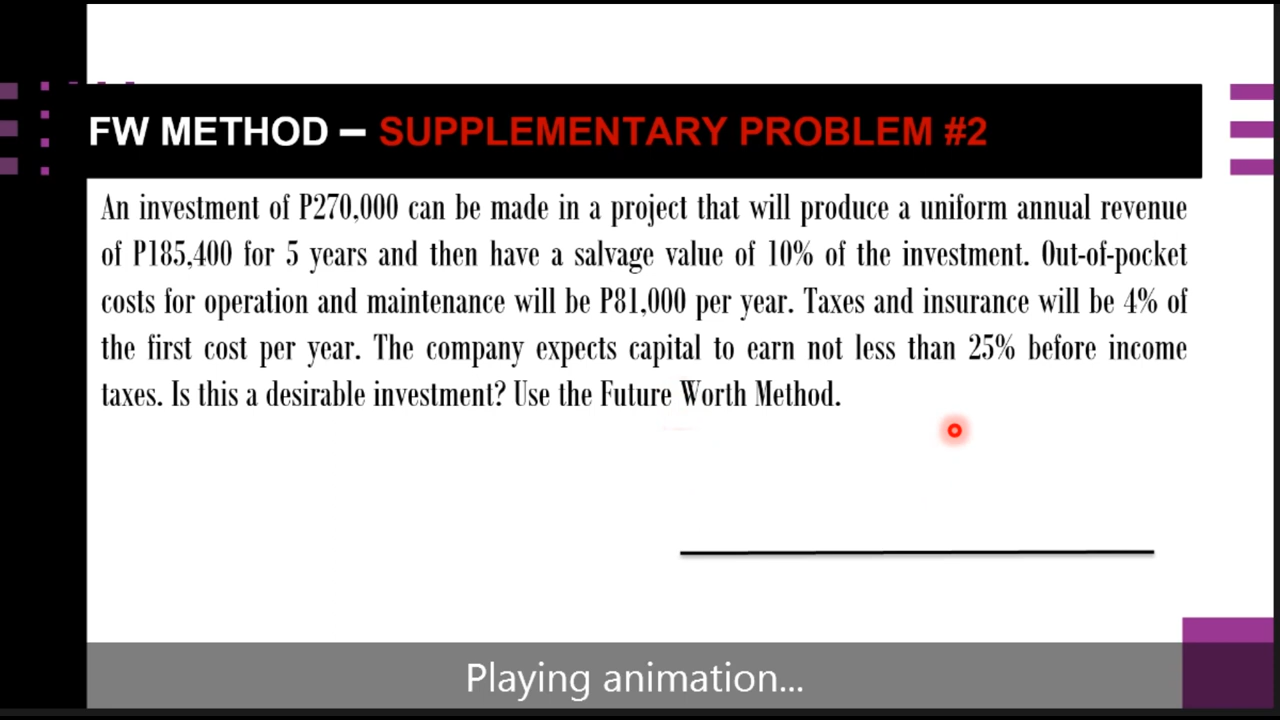 FW METHOD – SUPPLEMENTARY PROBLEM #2
An investment of P270,000 can be made in a project that will produce a uniform annual revenue
of P185,400 for 5 years and then have a salvage value of 10% of the investment. Out-of-pocket
costs for operation and maintenance will be P81,000 per year. Taxes and insurance will be 4% of
the first cost per year. The company expects capital to earn not less than 25% before income
taxes. Is this a desirable investment? Use the Future Worth Method.
Playing animation...